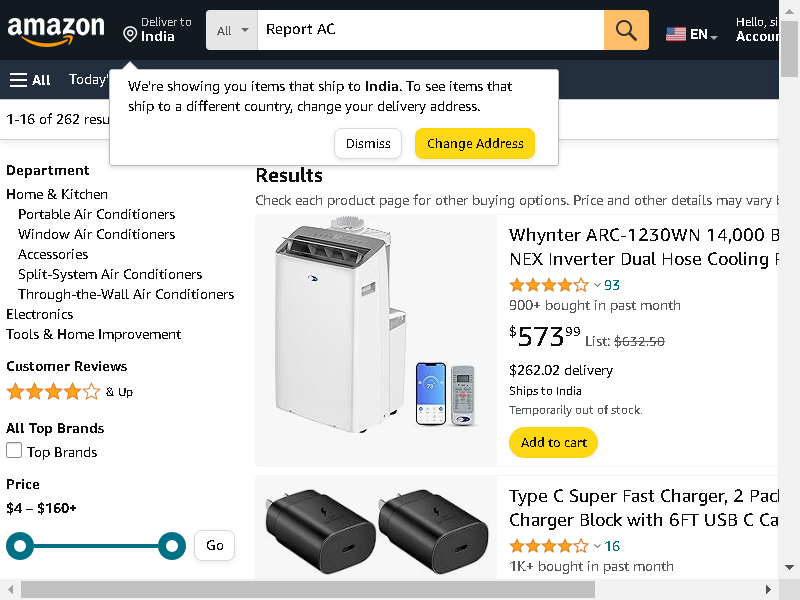 amazon
Deliver to
India
All
Report AC
EN
Hello, si
Accoun
All
Today'
We're showing you items that ship to India. To see items that
ship to a different country, change your delivery address.
Dismiss
Change Address
1-16 of 262 resu
Department
Home & Kitchen
Portable Air Conditioners
Window Air Conditioners
Accessories
Split-System Air Conditioners
Through-the-Wall Air Conditioners
Electronics
Tools & Home Improvement
Customer Reviews
& Up
All Top Brands
Top Brands
Price
$4 – $160+
Go
Results
Check each product page for other buying options. Price and other details may vary b
Whynter ARC-1230WN 14,000 B
NEX Inverter Dual Hose Cooling P
93
900+ bought in past month
$573.99 List: $632.50
$262.02 delivery
Ships to India
Temporarily out of stock.
Add to cart
Type C Super Fast Charger, 2 Pack
Charger Block with 6FT USB C Ca
16
1K+ bought in past month